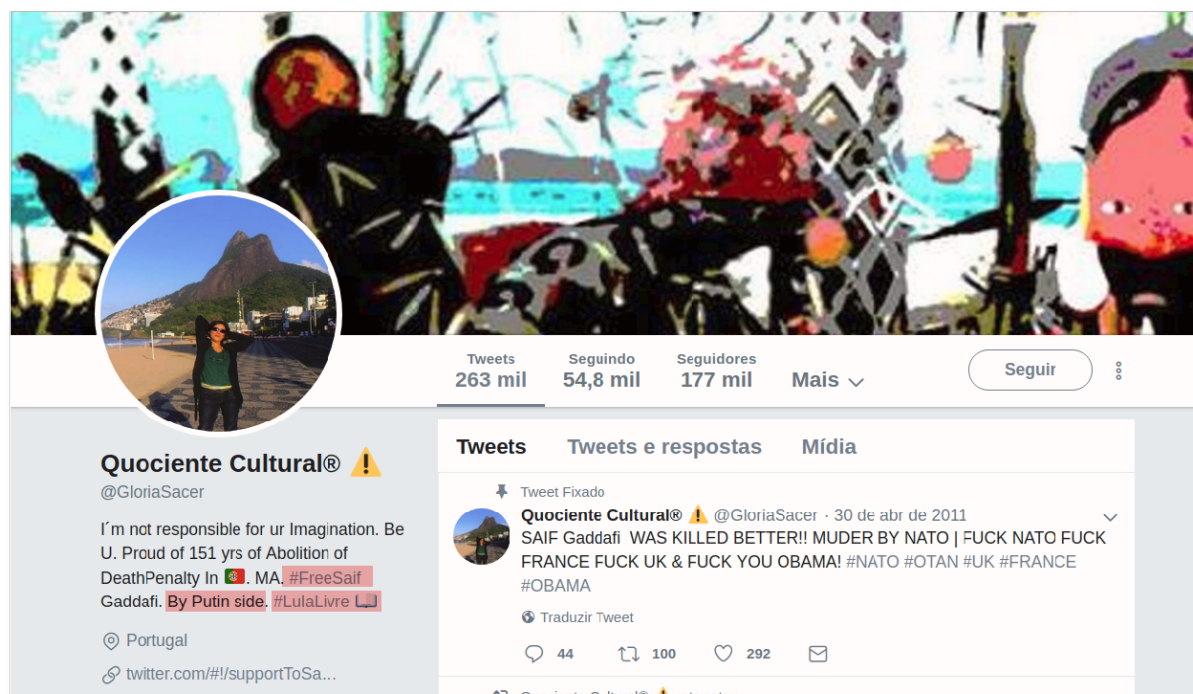 Tweets
263 mil
Seguindo
54,8 mil
Seguidores
177 mil
Mais
Seguir
Quociente Cultural® ⚠️
@GloriaSacer
I´m not responsible for ur Imagination. Be
U. Proud of 151 yrs of Abolition of
DeathPenalty In 🇵🇹. MA. #FreeSaif
Gaddafi. By Putin side. #LulaLivre 📖
Portugal
twitter.com/#!/supportToSa...
Tweets Tweets e respostas Mídia
Tweet Fixado
Quociente Cultural® ⚠️ @GloriaSacer · 30 de abr de 2011
SAIF Gaddafi WAS KILLED BETTER!! MUDER BY NATO | FUCK NATO FUCK
FRANCE FUCK UK & FUCK YOU OBAMA! #NATO #OTAN #UK #FRANCE
#OBAMA
Traduzir Tweet
44 100 292